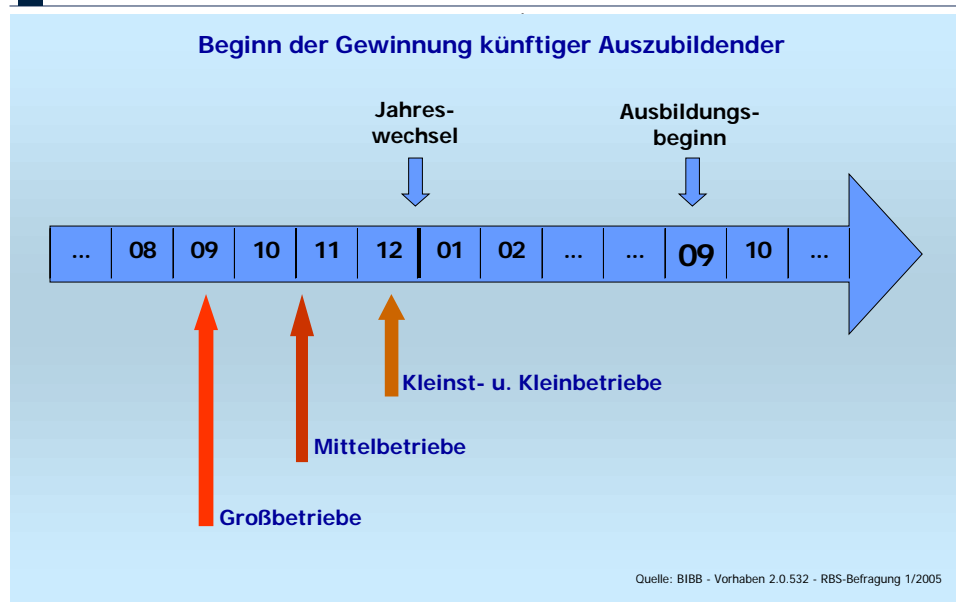 Beginn der Gewinnung künftiger Auszubildender
Jahres-
wechsel
Ausbildungs-
beginn
... 08 09 10 11 12 01 02 ... ... 09 10 ...
Kleinst- u. Kleinbetriebe
Mittelbetriebe
Großbetriebe
Quelle: BIBB - Vorhaben 2.0.532 - RBS-Befragung 1/2005